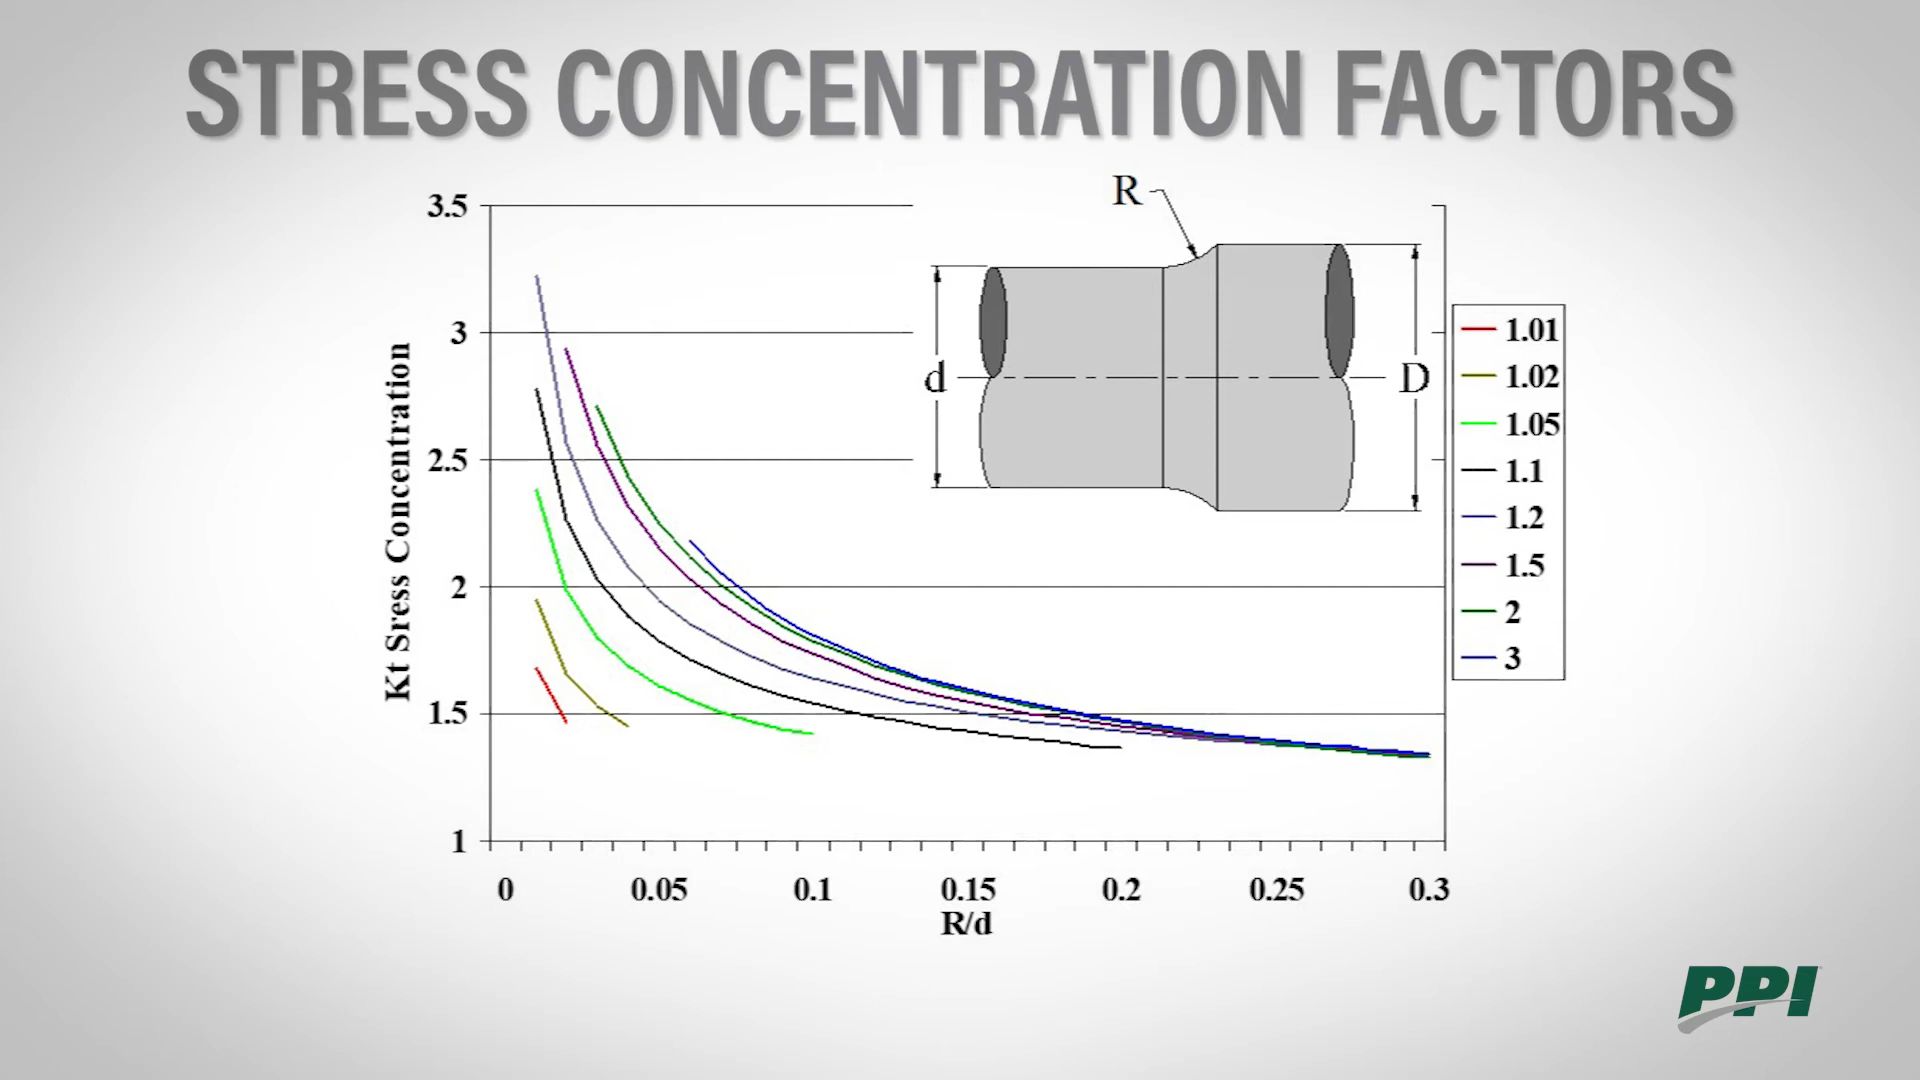 STRESS CONCENTRATION FACTORS
R
3.5
3
2.5
2
1.5
1
Kt Sress Concentration
d
D
1.01
1.02
1.05
1.1
1.2
1.5
2
3
0 0.05 0.1 0.15 0.2 0.25 0.3
R/d
PPI